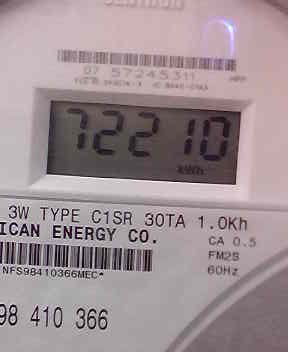 07 57245311
72210
kWh
3W TYPE C1SR 30TA 1.0Kh
ICAN ENERGY CO.
CA 0.5
FM2S
60Hz
NFS98410366MEC*
98 410 366